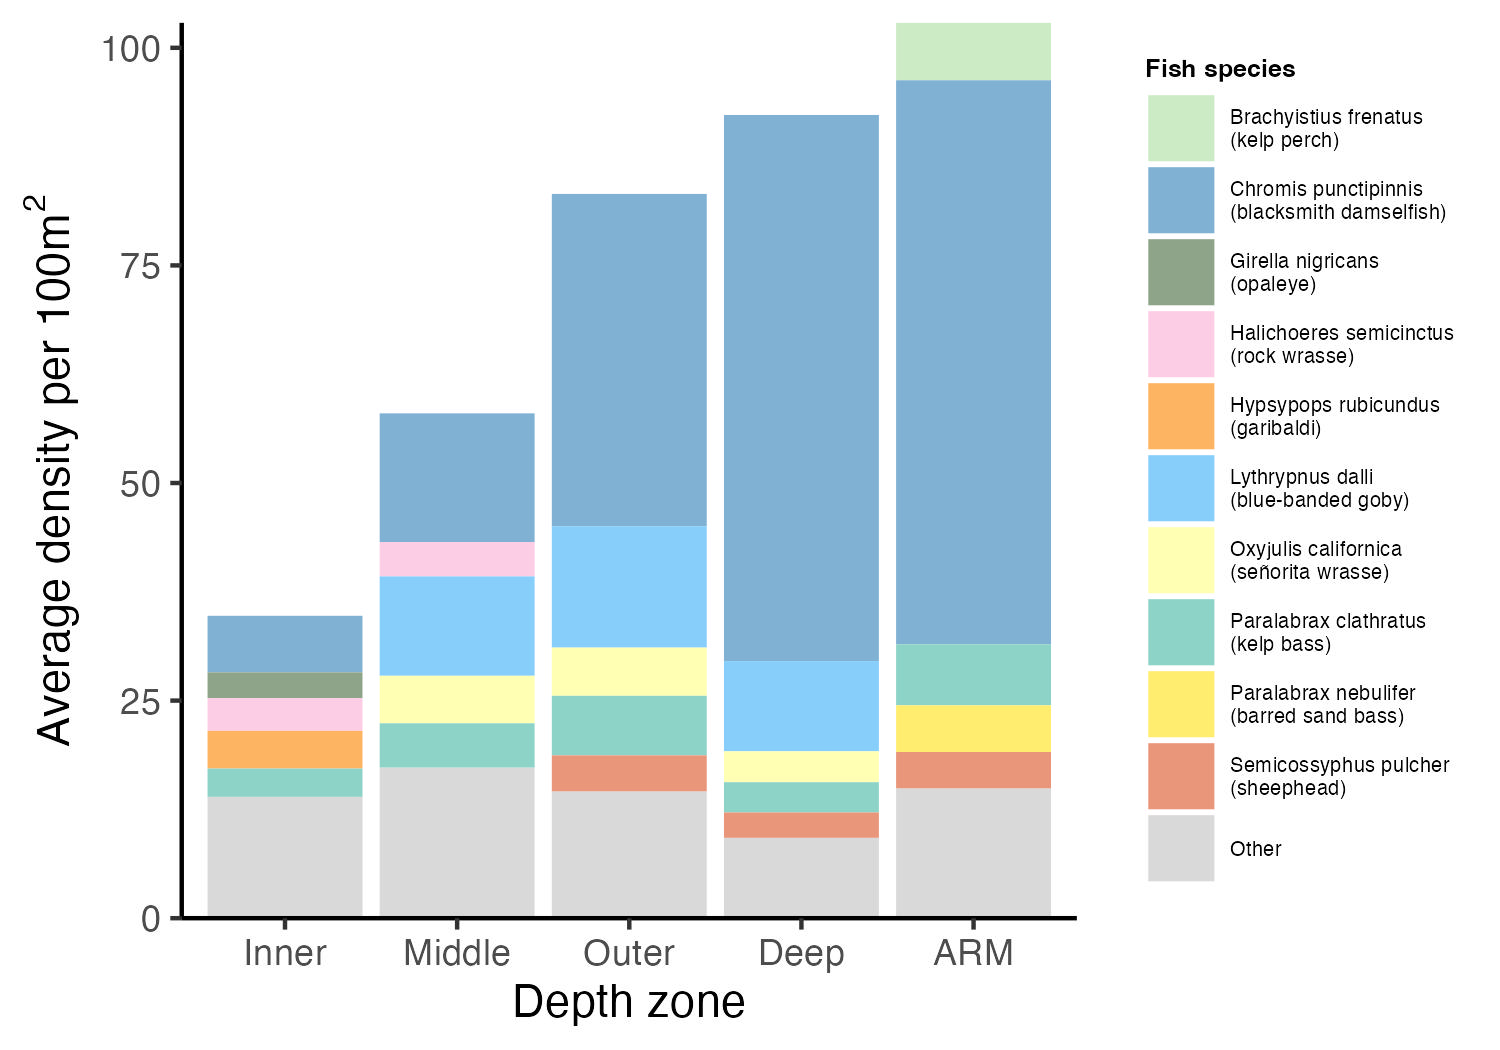 100
75
50
25
0
Average density per 100m²
Inner Middle Outer Deep ARM
Depth zone
Fish species
Brachyistius frenatus
(kelp perch)
Chromis punctipinnis
(blacksmith damselfish)
Girella nigricans
(opaleye)
Halichoeres semicinctus
(rock wrasse)
Hypsypops rubicundus
(garibaldi)
Lythrypnus dalli
(blue-banded goby)
Oxyjulis californica
(señorita wrasse)
Paralabrax clathratus
(kelp bass)
Paralabrax nebulifer
(barred sand bass)
Semicossyphus pulcher
(sheephead)
Other